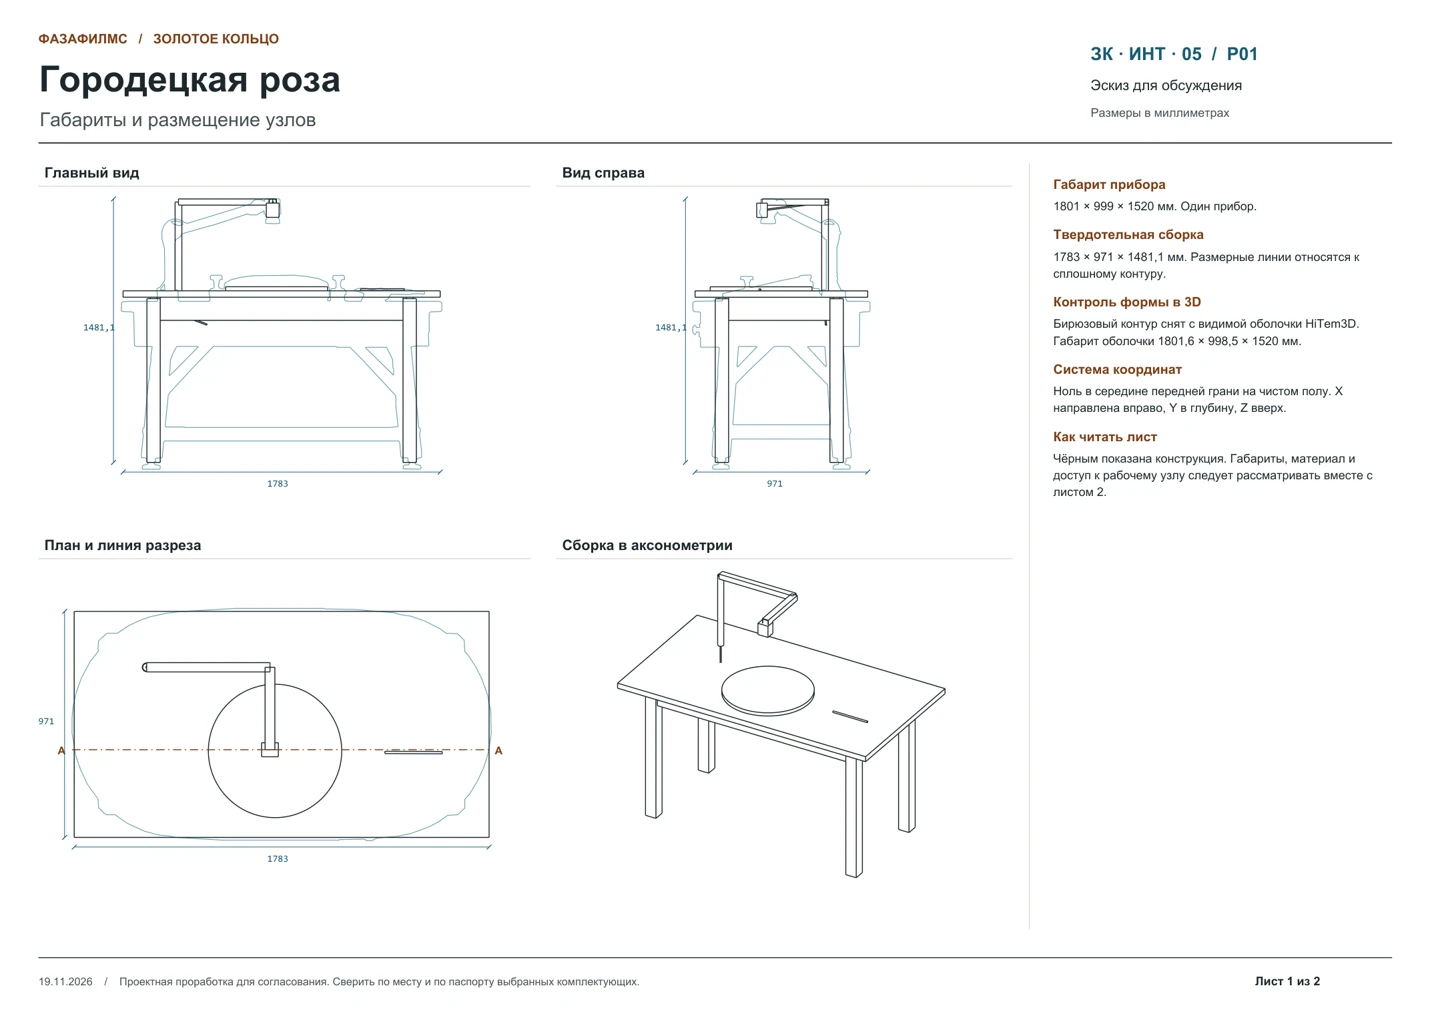 ФАЗАФИЛМС / ЗОЛОТОЕ КОЛЬЦО
Городецкая роза
Габариты и размещение узлов
ЗК · ИНТ · 05 / P01
Эскиз для обсуждения
Размеры в миллиметрах
Главный вид
1481,1
1783
Вид справа
1481,1
971
План и линия разреза
971
A
A
1783
Сборка в аксонометрии
Габарит прибора
1801 × 999 × 1520 мм. Один прибор.
Твердотельная сборка
1783 × 971 × 1481,1 мм. Размерные линии относятся к
сплошному контуру.
Контроль формы в 3D
Бирюзовый контур снят с видимой оболочки HiTem3D.
Габарит оболочки 1801,6 × 998,5 × 1520 мм.
Система координат
Ноль в середине передней грани на чистом полу. X
направлена вправо, Y в глубину, Z вверх.
Как читать лист
Чёрным показана конструкция. Габариты, материал и
доступ к рабочему узлу следует рассматривать вместе с
листом 2.
19.11.2026 / Проектная проработка для согласования. Сверить по месту и по паспорту выбранных комплектующих.
Лист 1 из 2